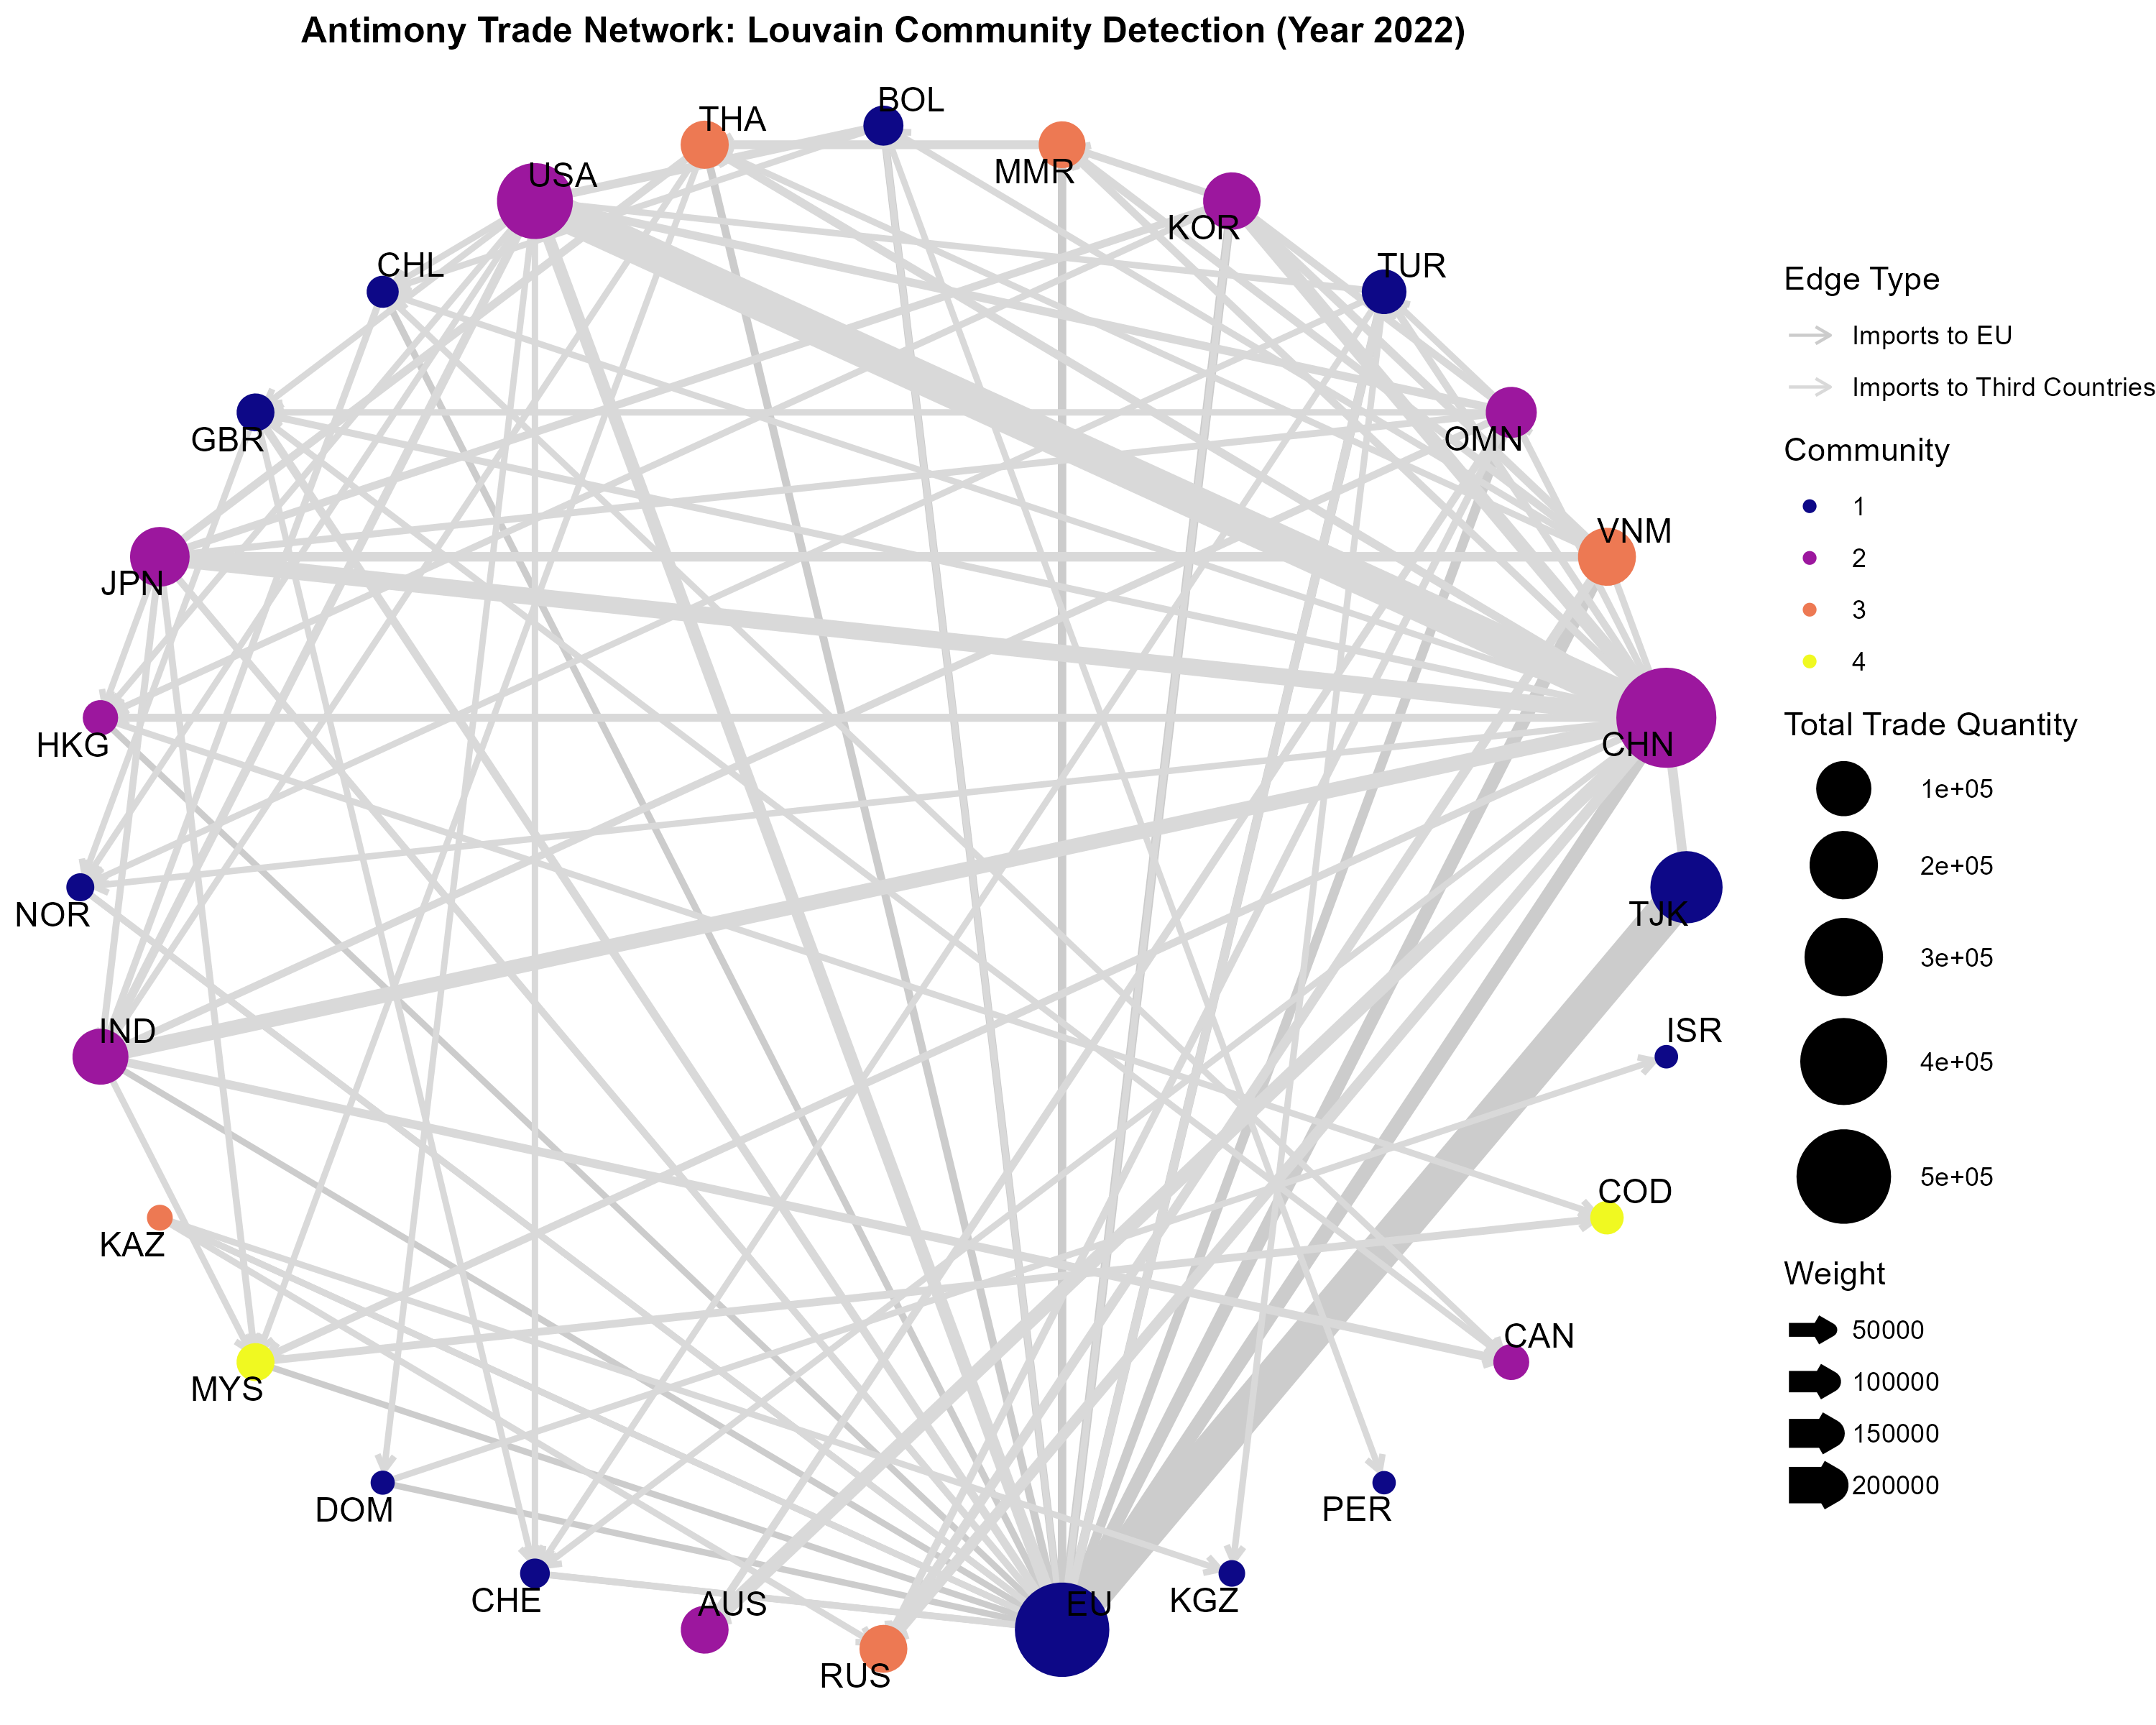 Antimony Trade Network: Louvain Community Detection (Year 2022)
BOL
THA
MMR
USA
KOR
CHL
TUR
GBR
OMN
VNM
JPN
HKG
CHN
NOR
TJK
IND
ISR
COD
KAZ
CAN
MYS
DOM
PER
CHE
AUS
EU
KGZ
RUS
Edge Type
Imports to EU
Imports to Third Countries
Community
1
2
3
4
Total Trade Quantity
1e+05
2e+05
3e+05
4e+05
5e+05
Weight
50000
100000
150000
200000